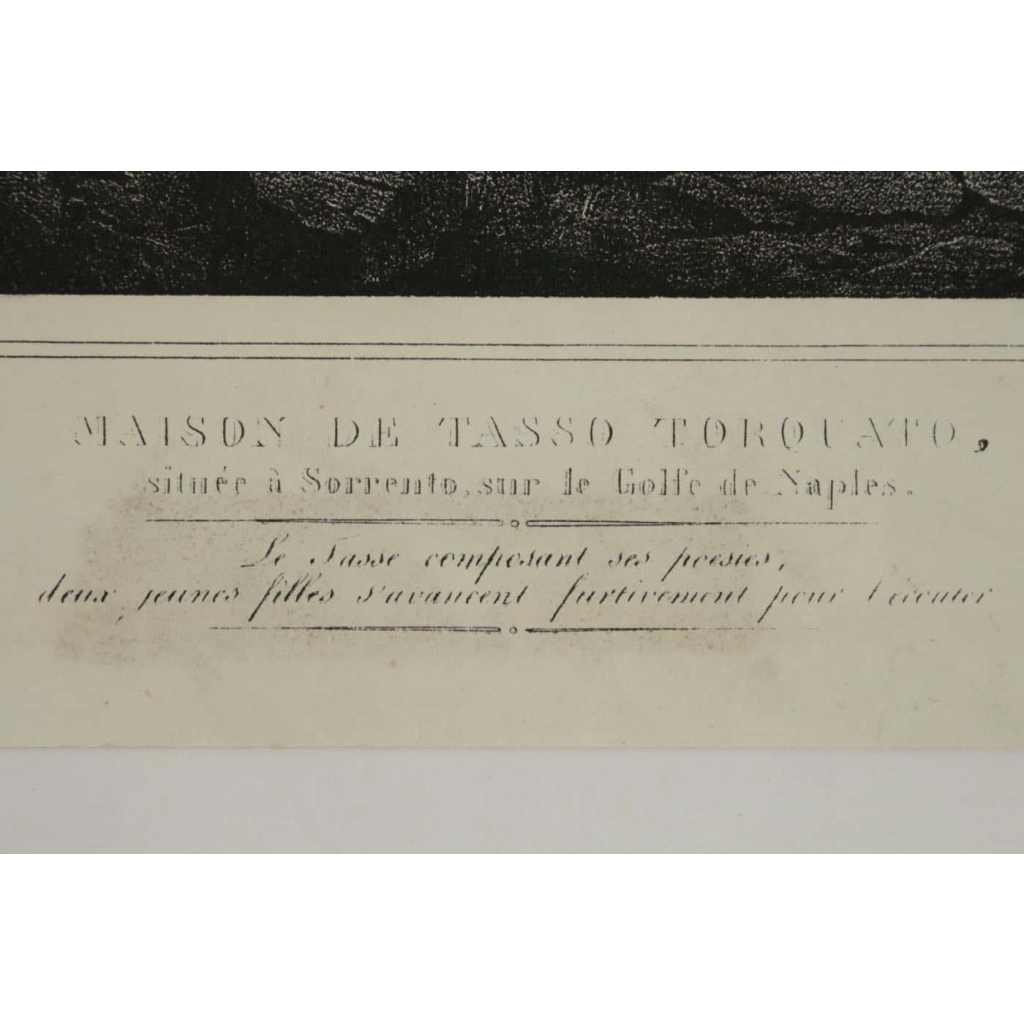 MAISON DE TASSO TORQUATO,
située à Sorrento, sur le Golfe de Naples.
Le Tasse composant ses poésies,
deux jeunes filles s'avancent furtivement pour l'écouter